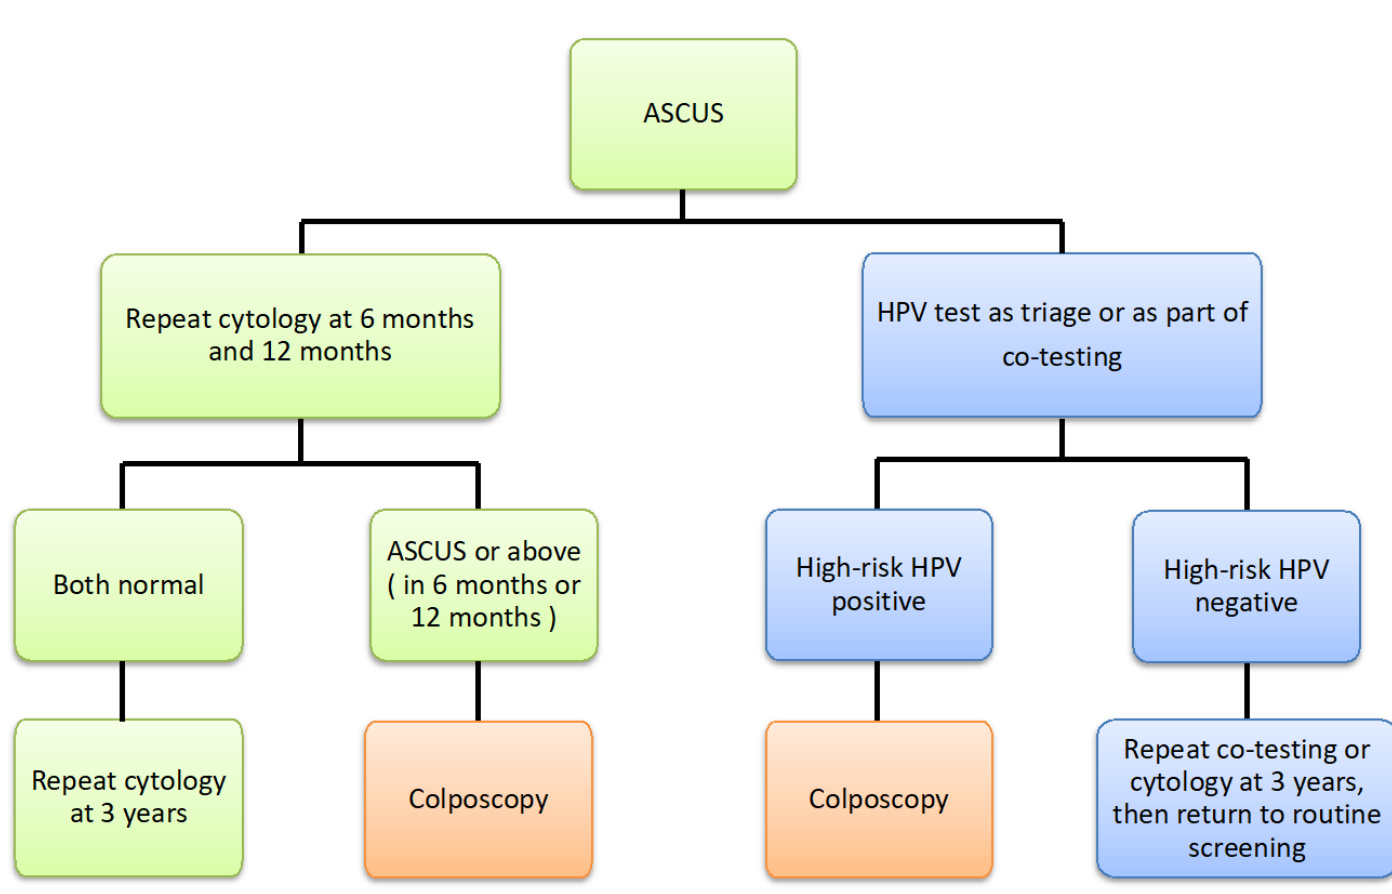 ASCUS
Repeat cytology at 6 months
and 12 months
HPV test as triage or as part of
co-testing
Both normal
ASCUS or above
( in 6 months or
12 months )
High-risk HPV
positive
High-risk HPV
negative
Repeat cytology
at 3 years
Colposcopy
Colposcopy
Repeat co-testing or
cytology at 3 years,
then return to routine
screening